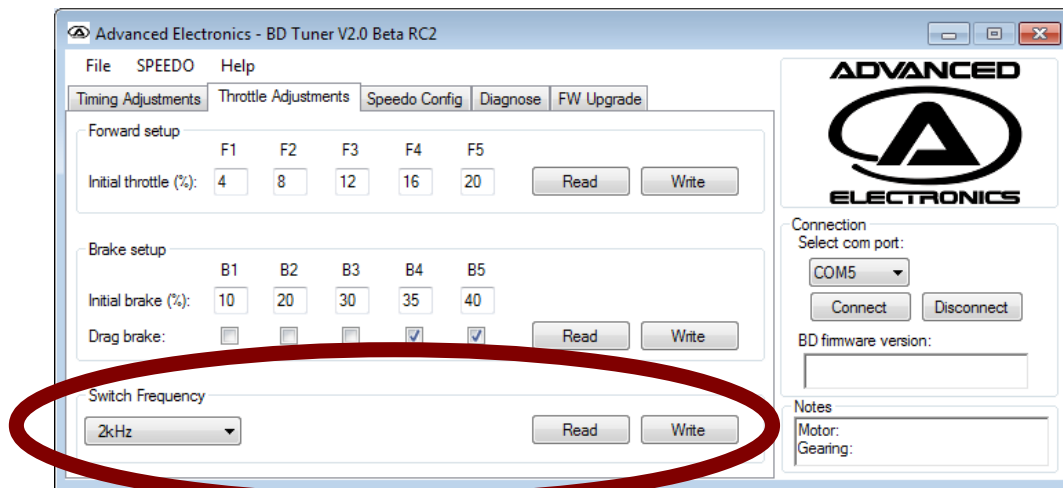 Advanced Electronics - BD Tuner V2.0 Beta RC2
File SPEEDO Help
Timing Adjustments Throttle Adjustments Speedo Config Diagnose FW Upgrade
Forward setup
F1 F2 F3 F4 F5
Initial throttle (%): 4 8 12 16 20 Read Write
Brake setup
B1 B2 B3 B4 B5
Initial brake (%): 10 20 30 35 40
Drag brake: Read Write
Switch Frequency
2kHz Read Write
ADVANCED
A
ELECTRONICS
Connection
Select com port:
COM5
Connect Disconnect
BD firmware version:
Notes
Motor:
Gearing: